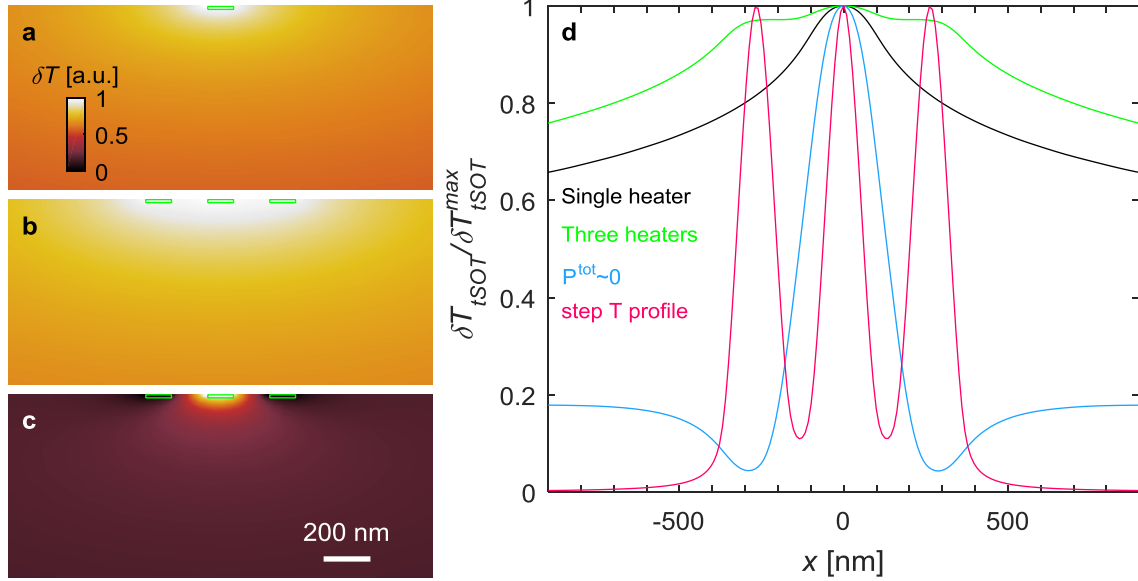 a
δT [a.u.]
1
0.5
0
b
c
200 nm
d
1
0.8
0.6
0.4
0.2
0
δT_tSOT/δT_tSOT^max
Single heater
Three heaters
P^tot~0
step T profile
-500
0
500
x [nm]